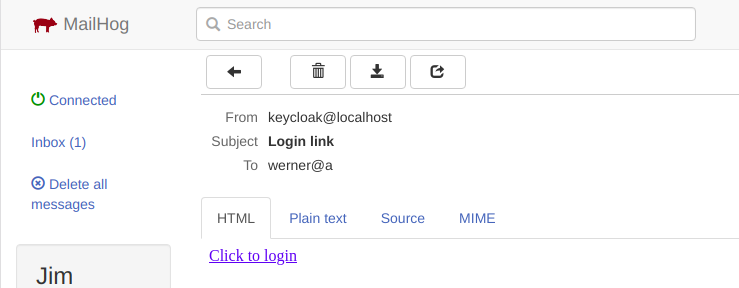 MailHog
Search
Connected
Inbox (1)
Delete all
messages
Jim
From keycloak@localhost
Subject Login link
To werner@a
HTML Plain text Source MIME
Click to login